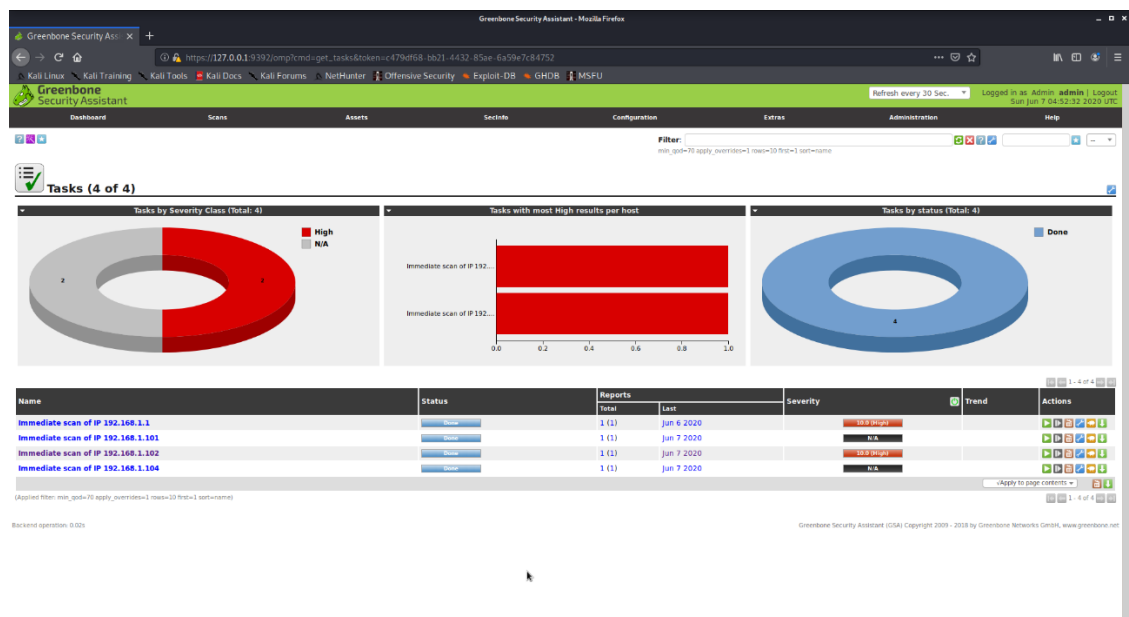 Greenbone Security Assistant - Mozilla Firefox
Greenbone Security Assi
https://127.0.0.1:9392/omp?cmd=get_tasks&token=c479df68-bb21-4432-85ae-6a59e7c84752
Kali Linux Kali Training Kali Tools Kali Docs Kali Forums NetHunter Offensive Security Exploit-DB GHDB MSFU
Greenbone
Security Assistant
Refresh every 30 Sec.
Logged in as Admin admin | Logout
Sun Jun 7 04:52:32 2020 UTC
Dashboard Scans Assets SecInfo Configuration Extras Administration Help
Filter:
min_qod=70 apply_overrides=1 rows=10 first=1 sort=name
--
Tasks (4 of 4)
Tasks by Severity Class (Total: 4)
High
N/A
2
2
Tasks with most High results per host
Immediate scan of IP 192....
Immediate scan of IP 192....
0.0 0.2 0.4 0.6 0.8 1.0
Tasks by status (Total: 4)
Done
4
1 - 4 of 4
Name Status Reports Severity Trend Actions
Total Last
Immediate scan of IP 192.168.1.1 Done 1 (1) Jun 6 2020 10.0 (High)
Immediate scan of IP 192.168.1.101 Done 1 (1) Jun 7 2020 N/A
Immediate scan of IP 192.168.1.102 Done 1 (1) Jun 7 2020 10.0 (High)
Immediate scan of IP 192.168.1.104 Done 1 (1) Jun 7 2020 N/A
√Apply to page contents
(Applied filter: min_qod=70 apply_overrides=1 rows=10 first=1 sort=name)
1 - 4 of 4
Backend operation: 0.02s
Greenbone Security Assistant (GSA) Copyright 2009 - 2018 by Greenbone Networks GmbH, www.greenbone.net